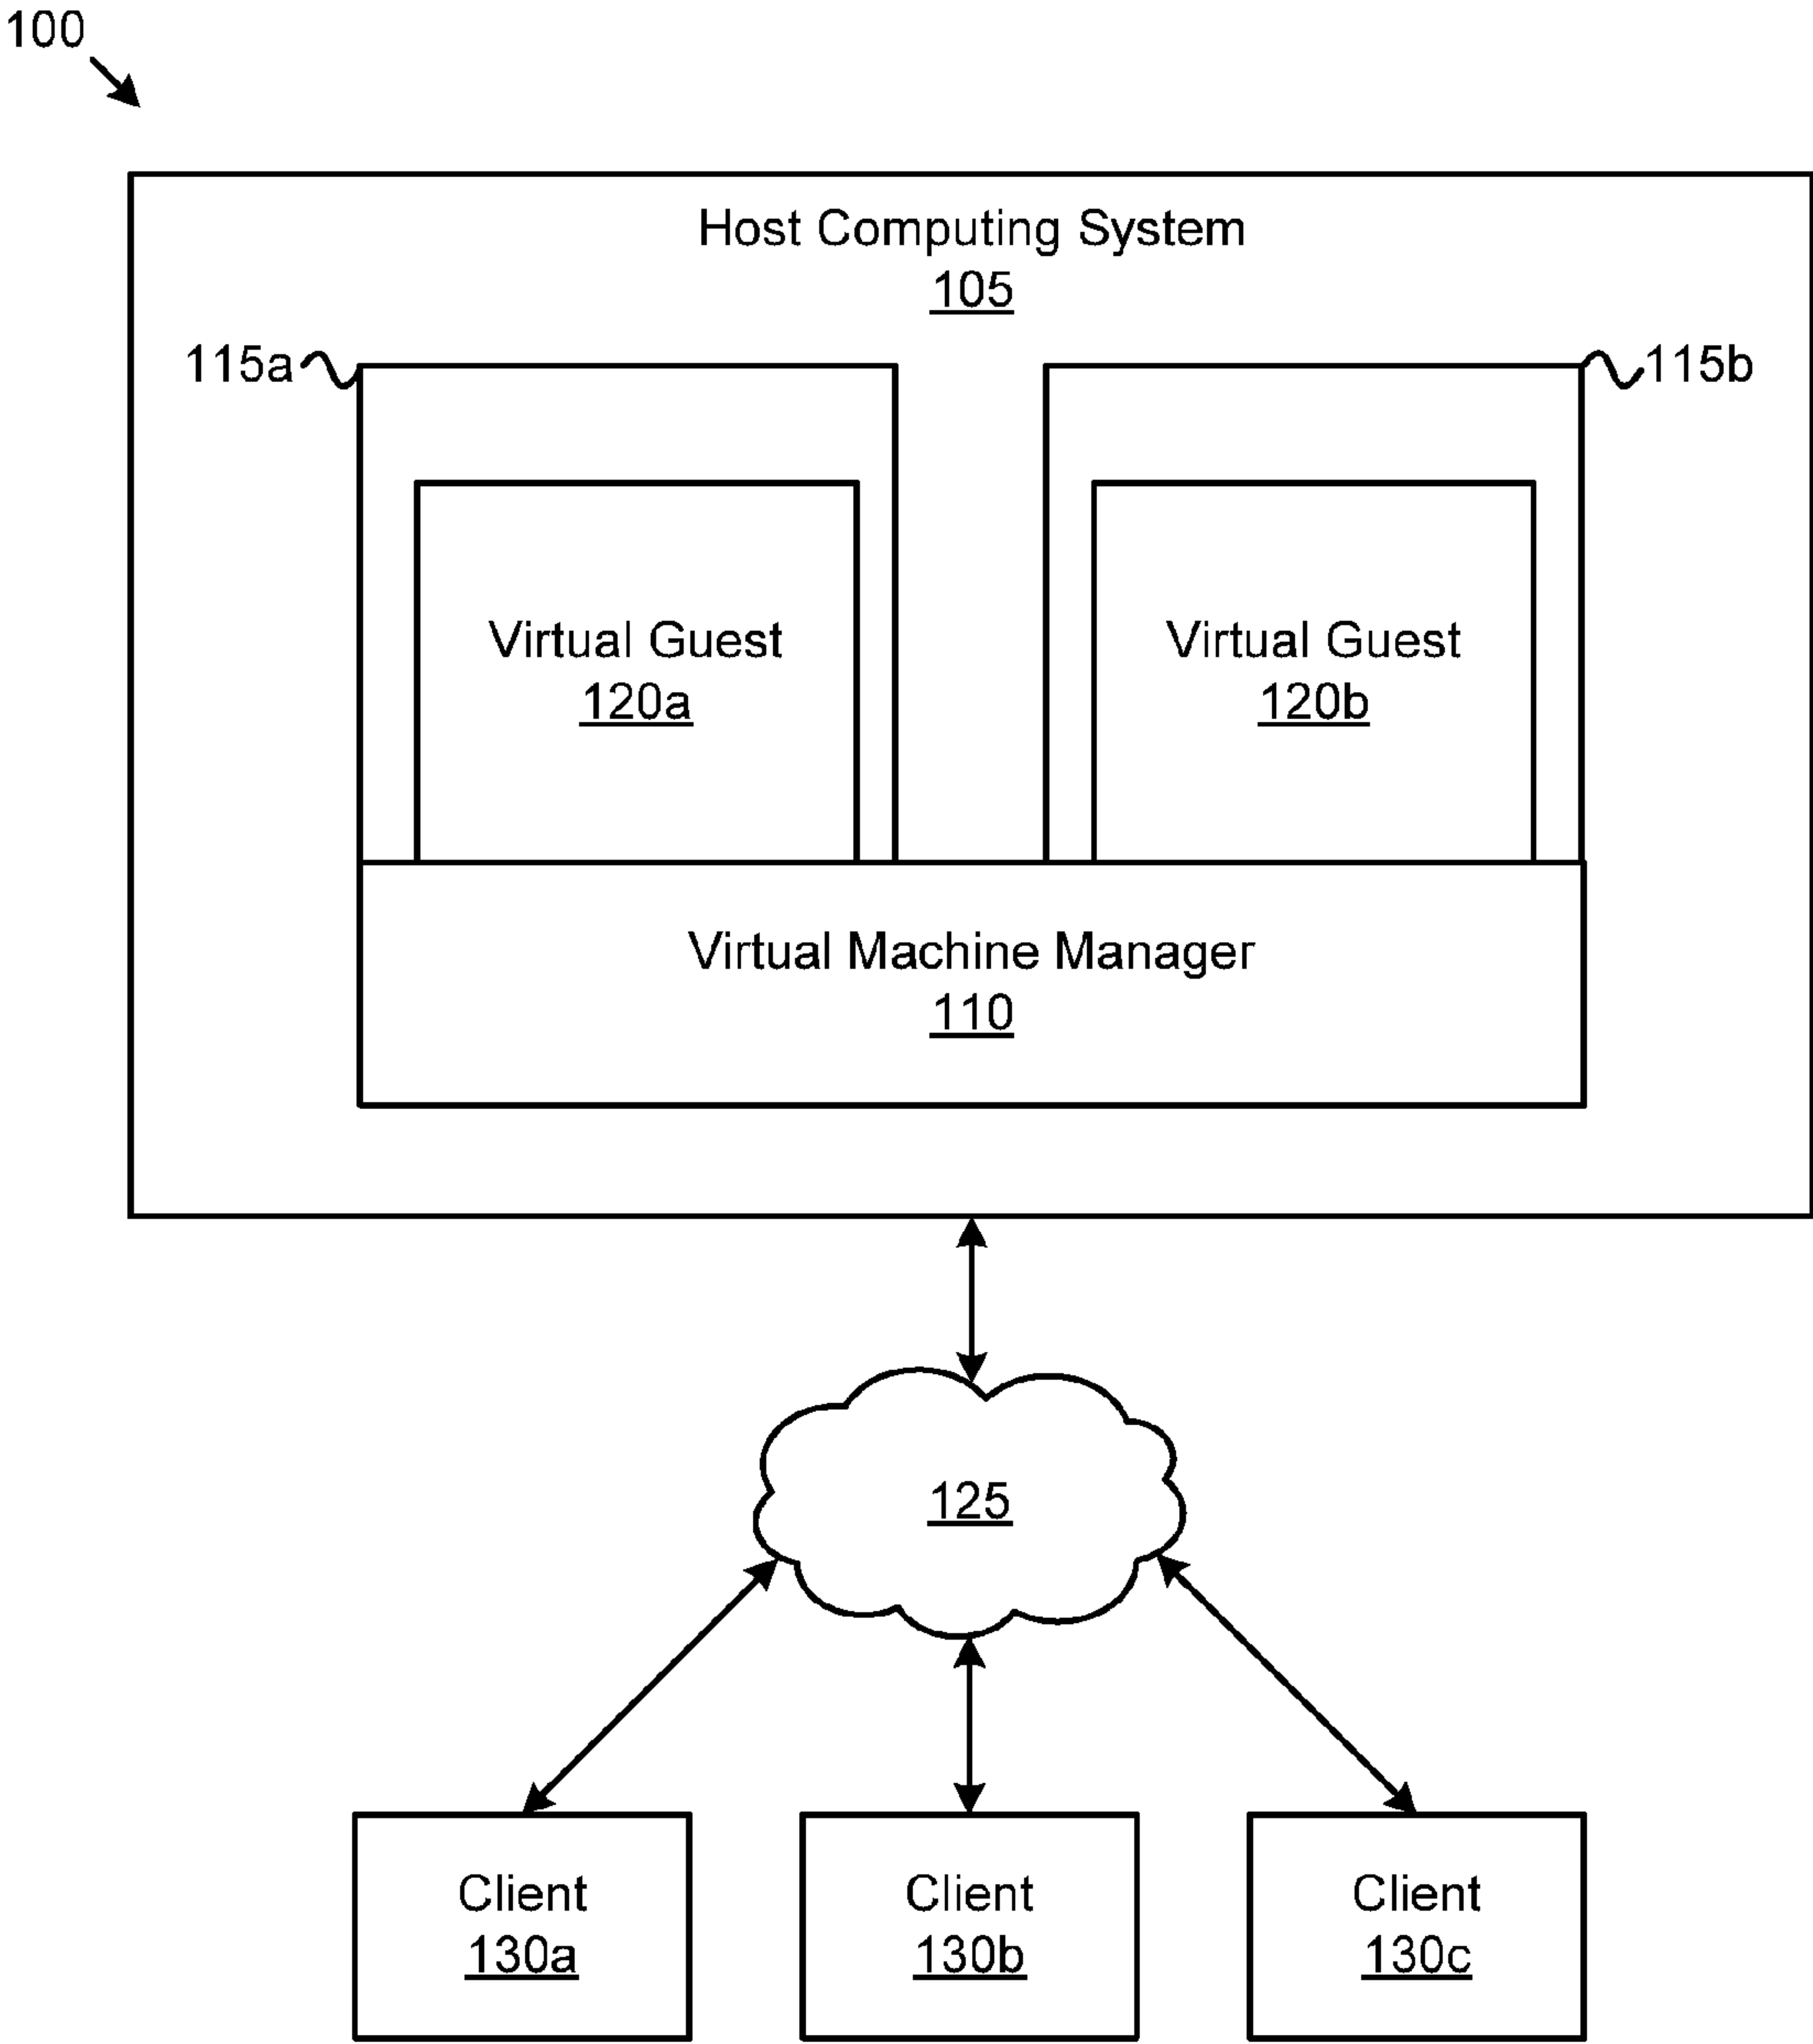 100
Host Computing System
105
115a
115b
Virtual Guest
120a
Virtual Guest
120b
Virtual Machine Manager
110
125
Client
130a
Client
130b
Client
130c